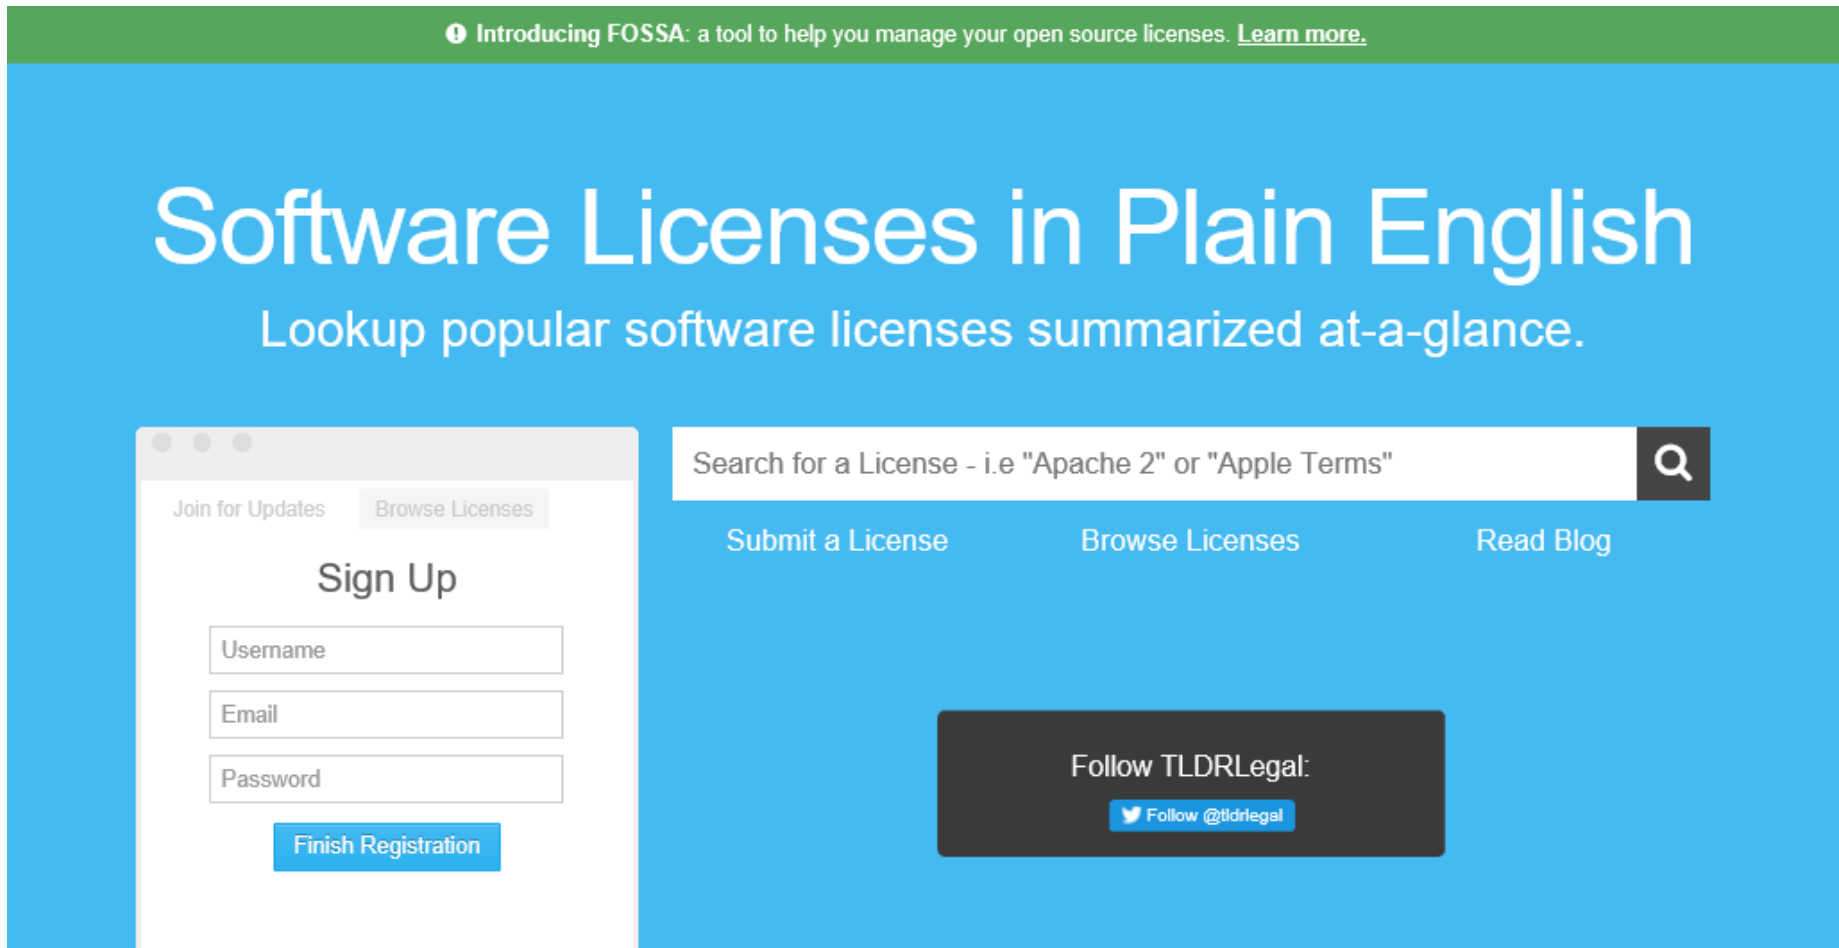 Introducing FOSSA: a tool to help you manage your open source licenses. Learn more.
Software Licenses in Plain English
Lookup popular software licenses summarized at-a-glance.
Join for Updates
Browse Licenses
Sign Up
Username
Email
Password
Finish Registration
Search for a License - i.e "Apache 2" or "Apple Terms"
Submit a License
Browse Licenses
Read Blog
Follow TLDRLegal:
Follow @tldrlegal